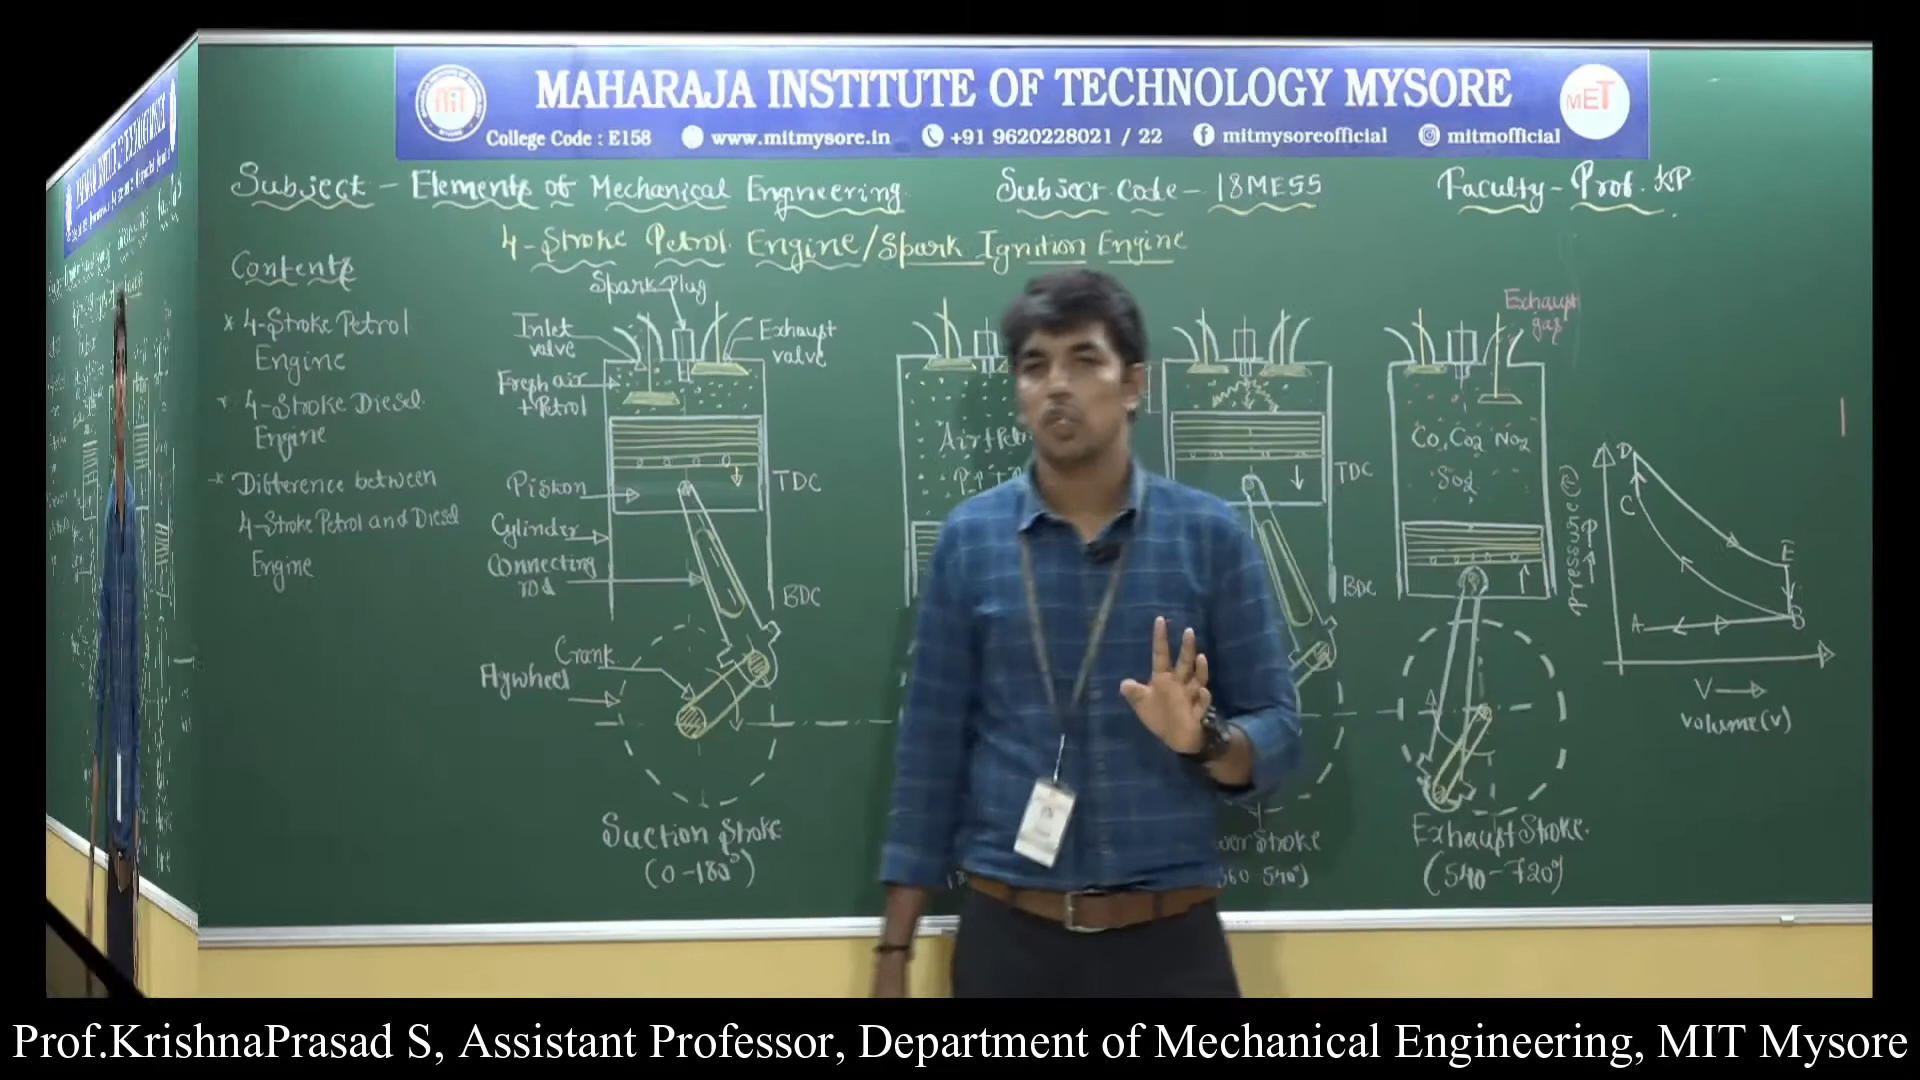 MAHARAJA INSTITUTE OF TECHNOLOGY MYSORE
MiT
MET
College Code : E158 www.mitmysore.in +91 9620228021 / 22 mitmysoreofficial mitmofficial
Subject - Elements of Mechanical Engineering Subject Code - 18MES5 Faculty - Prof. KP
4-Stroke Petrol Engine/Spark Ignition Engine
Contents
* 4-Stroke Petrol
Engine
* 4-Stroke Diesel
Engine
* Difference between
4-Stroke Petrol and Diesel
Engine
Spark Plug
Inlet
valve
Exhaust
valve
Fresh air
+ Petrol
Piston
Cylinder
Connecting
rod
Crank
Flywheel
TDC
BDC
Suction Stroke
(0-180°)
TDC
BDC
Stroke
540°)
Exhaust
gas
CO, CO2 NO2
SO2
Exhaust Stroke.
(540-720°)
Pressure (P)
P
D
C
E
A
B
V
Volume (V)
Prof.KrishnaPrasad S, Assistant Professor, Department of Mechanical Engineering, MIT Mysore